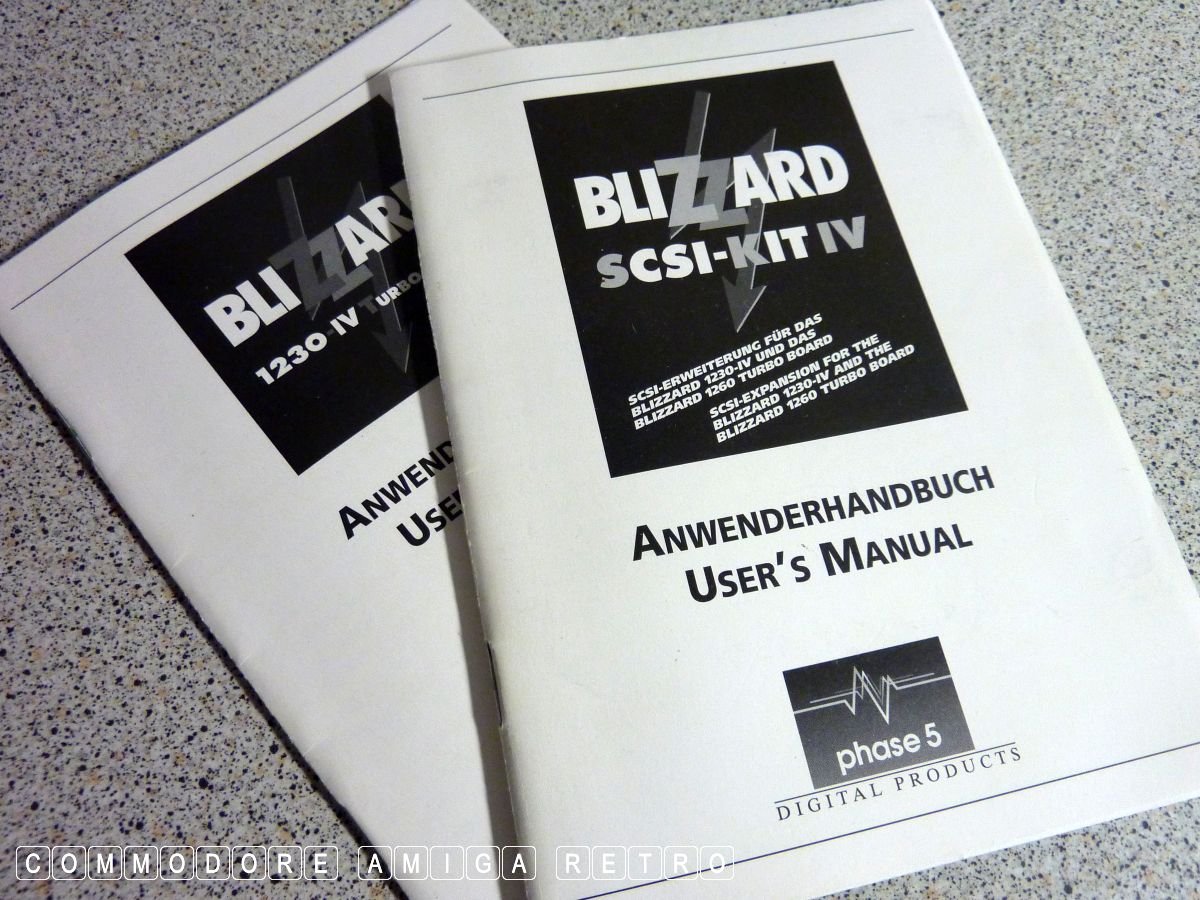 BLIZZARD
1230-IV TURBO
USER'S
BLIZZARD
SCSI-KIT IV
SCSI-ERWEITERUNG FÜR DAS
BLIZZARD 1230-IV UND DAS
BLIZZARD 1260 TURBO BOARD
SCSI-EXPANSION FOR THE
BLIZZARD 1230-IV AND THE
BLIZZARD 1260 TURBO BOARD
ANWENDERHANDBUCH
USER'S MANUAL
phase 5
DIGITAL PRODUCTS
COMMODORE AMIGA RETRO